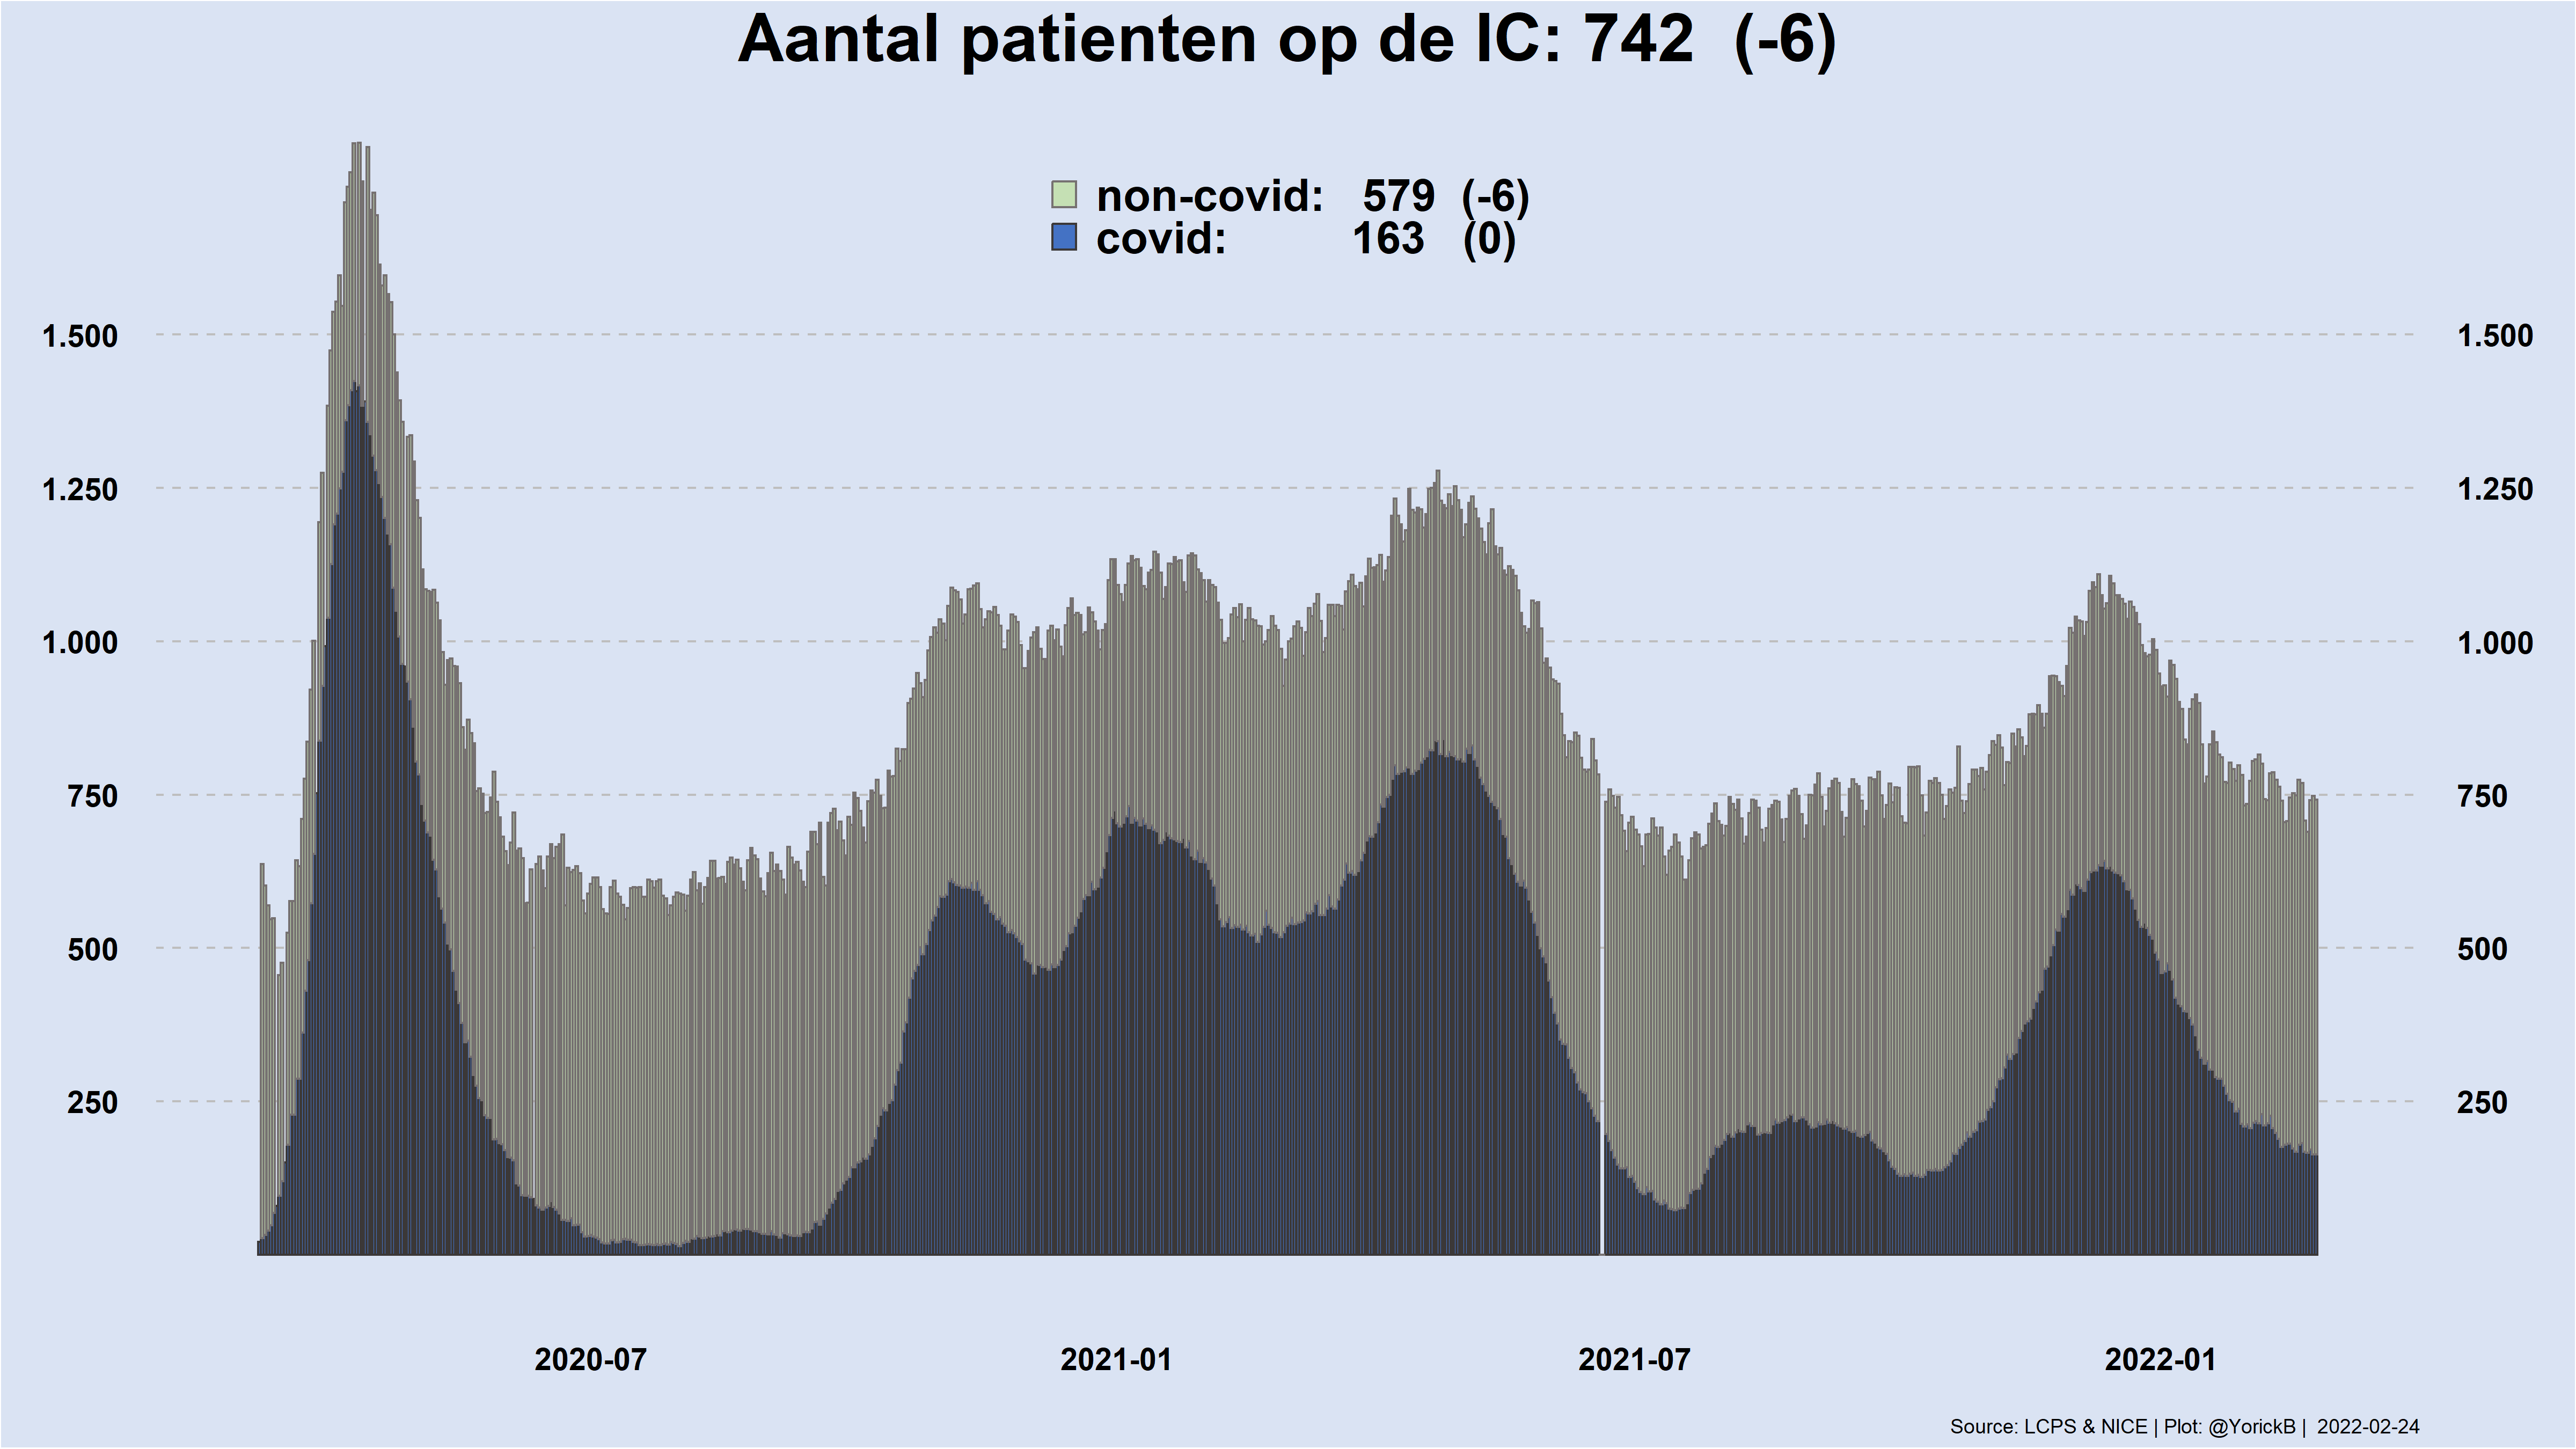 Aantal patienten op de IC: 742 (-6)
non-covid: 579 (-6)
covid: 163 (0)
1.500 1.500
1.250 1.250
1.000 1.000
750 750
500 500
250 250
2020-07 2021-01 2021-07 2022-01
Source: LCPS & NICE | Plot: @YorickB | 2022-02-24